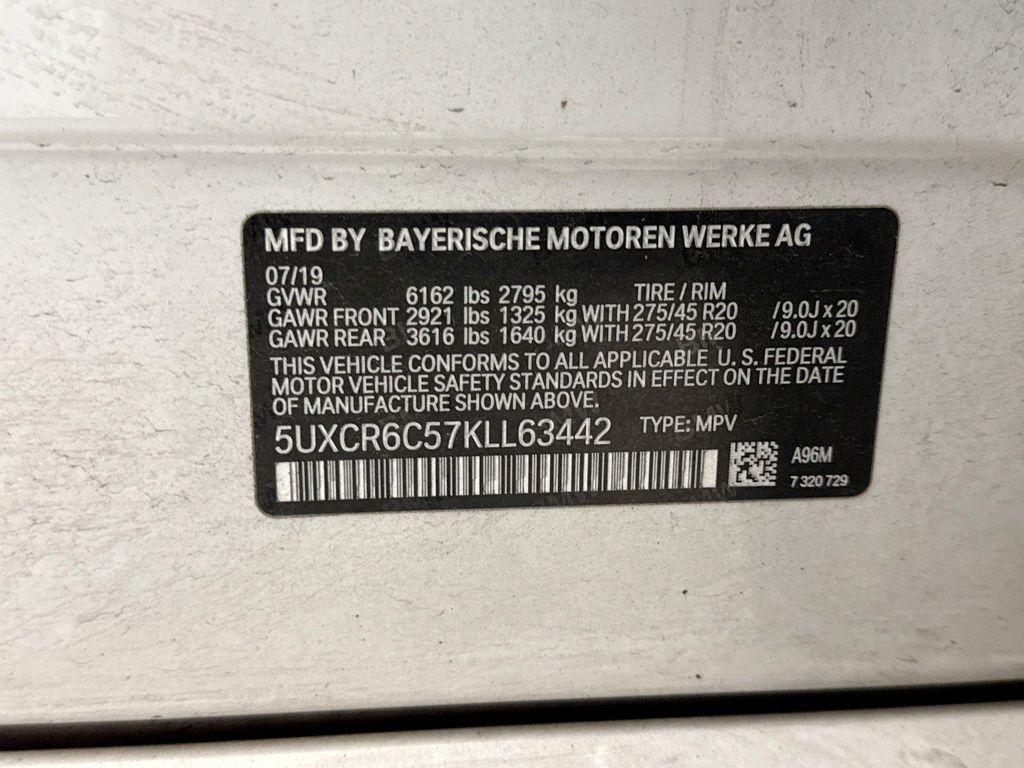 MFD BY BAYERISCHE MOTOREN WERKE AG
07/19
GVWR 6162 lbs 2795 kg TIRE / RIM
GAWR FRONT 2921 lbs 1325 kg WITH 275/45 R20 /9.0J x 20
GAWR REAR 3616 lbs 1640 kg WITH 275/45 R20 /9.0J x 20
THIS VEHICLE CONFORMS TO ALL APPLICABLE U. S. FEDERAL
MOTOR VEHICLE SAFETY STANDARDS IN EFFECT ON THE DATE
OF MANUFACTURE SHOWN ABOVE.
5UXCR6C57KLL63442 TYPE: MPV
A96M
7 320 729